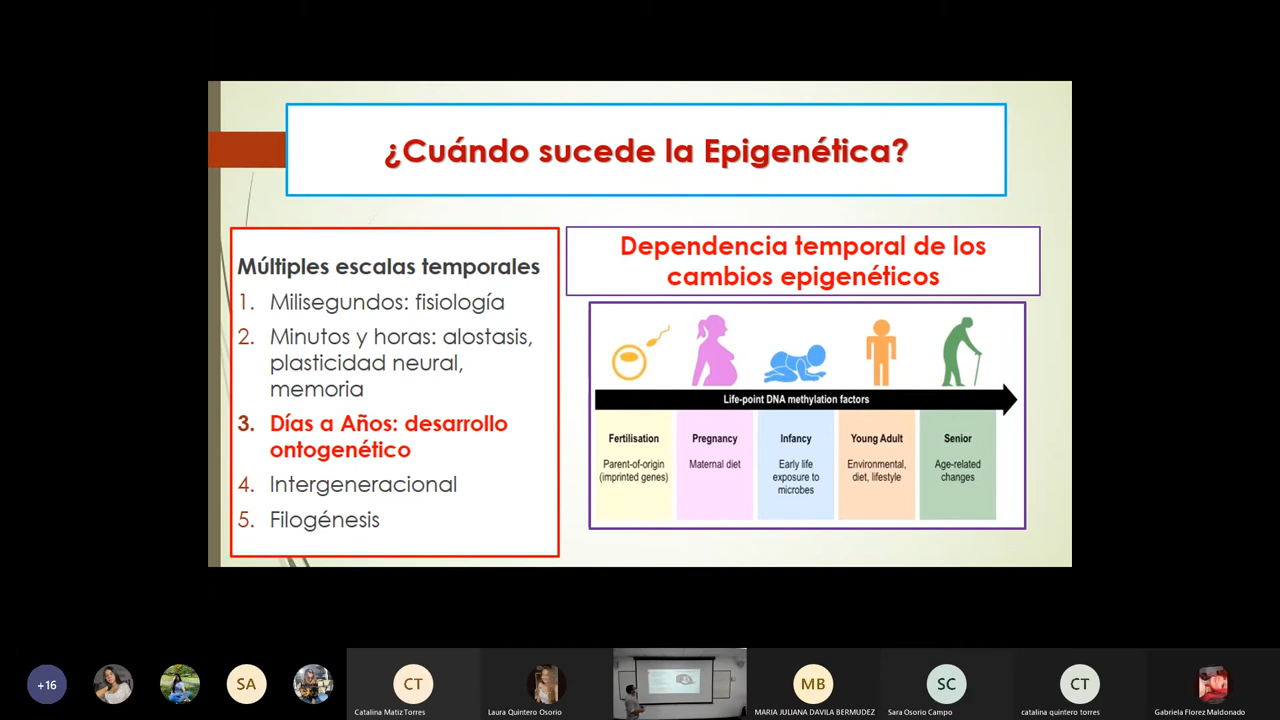 ¿Cuándo sucede la Epigenética?
Múltiples escalas temporales
1. Milisegundos: fisiología
2. Minutos y horas: alostasis,
plasticidad neural,
memoria
3. Días a Años: desarrollo
ontogenético
4. Intergeneracional
5. Filogénesis
Dependencia temporal de los
cambios epigenéticos
Life-point DNA methylation factors
Fertilisation
Parent-of-origin
(imprinted genes)
Pregnancy
Maternal diet
Infancy
Early life
exposure to
microbes
Young Adult
Environmental,
diet, lifestyle
Senior
Age-related
changes
+16
SA
CT
Catalina Matiz Torres
Laura Quintero Osorio
MB
MARIA JULIANA DAVILA BERMUDEZ
SC
Sara Osorio Campo
CT
catalina quintero torres
Gabriela Florez Maldonado